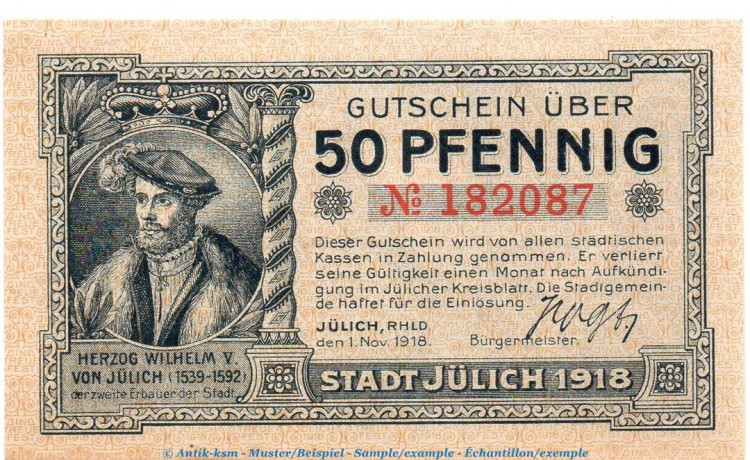 GUTSCHEIN ÜBER
50 PFENNIG
№ 182087
Dieser Gutschein wird von allen städtischen
Kassen in Zahlung genommen. Er verliert
seine Gültigkeit einen Monat nach Aufkündi-
gung im Jülicher Kreisblatt. Die Stadtgemein-
de haftet für die Einlösung.
JÜLICH, RHLD.
den 1. Nov. 1918.
Bürgermeister.
HERZOG WILHELM V.
VON JÜLICH (1539-1592)
der zweite Erbauer der Stadt.
STADT JÜLICH 1918
© Antik-ksm - Muster/Beispiel - Sample/example - Échantillon/exemple